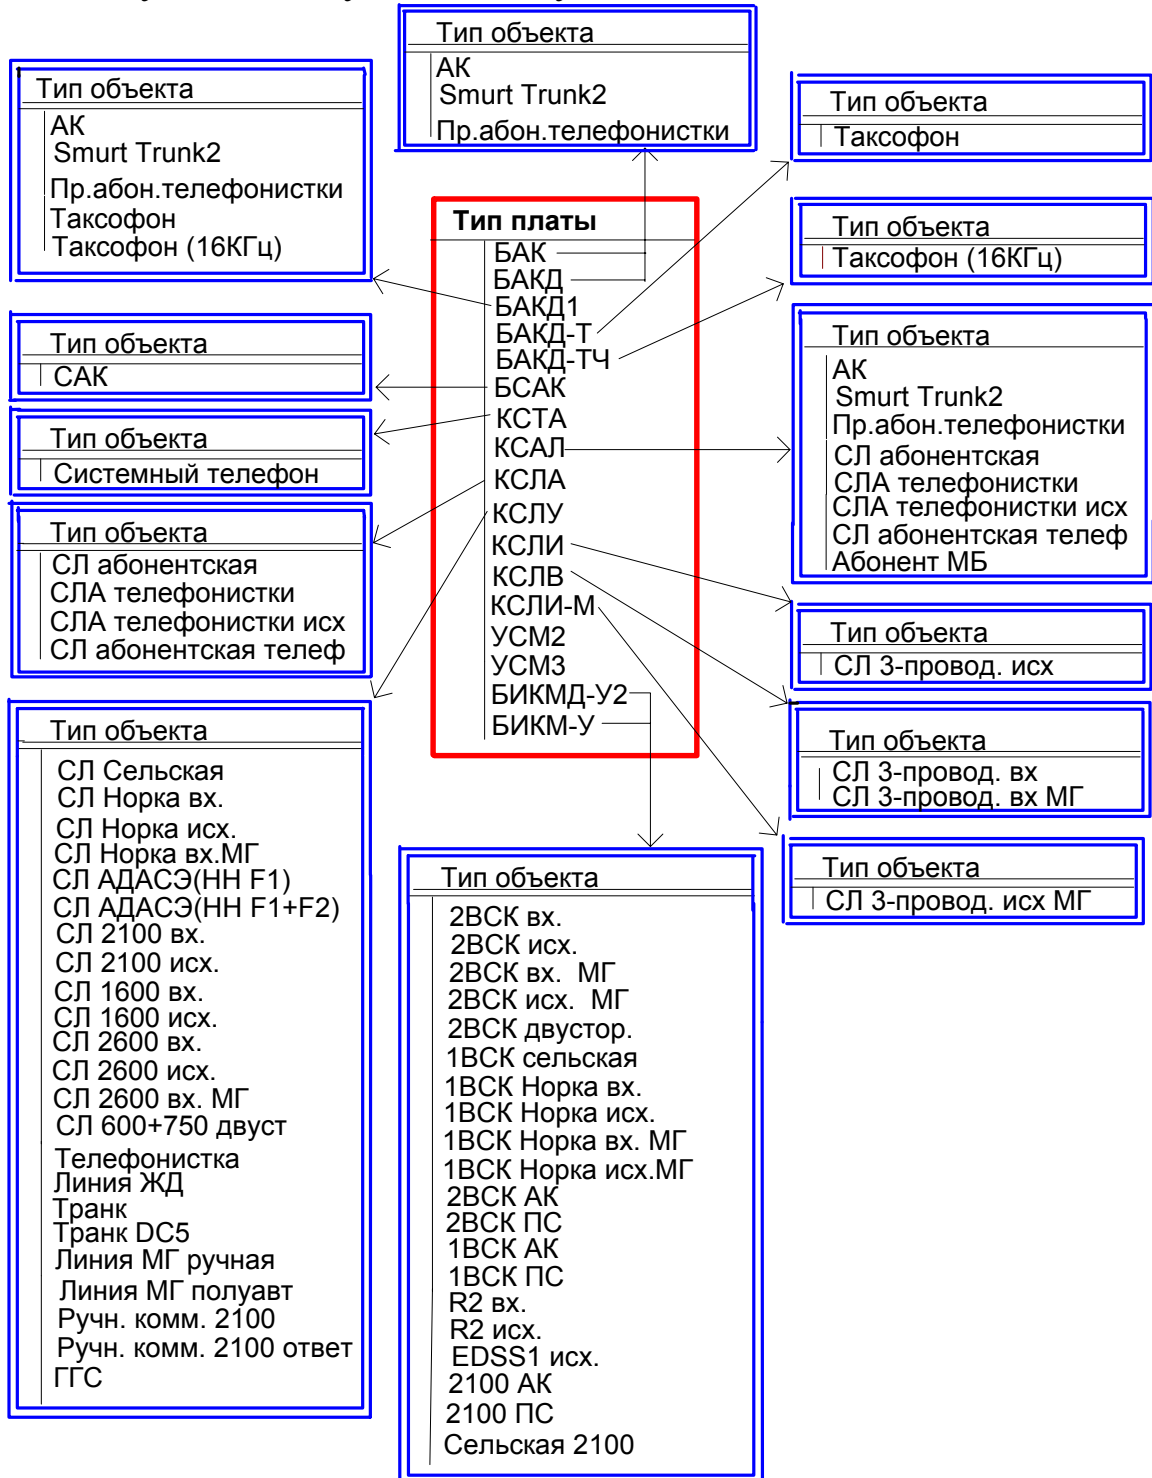 Тип объекта
АК
Smurt Trunk2
Пр.абон.телефонистки
Тип объекта
АК
Smurt Trunk2
Пр.абон.телефонистки
Таксофон
Таксофон (16КГц)
Тип объекта
САК
Тип объекта
Системный телефон
Тип объекта
СЛ абонентская
СЛА телефонистки
СЛА телефонистки исх
СЛ абонентская телеф
Тип объекта
СЛ Сельская
СЛ Норка вх.
СЛ Норка исх.
СЛ Норка вх.МГ
СЛ АДАСЭ(НН F1)
СЛ АДАСЭ(НН F1+F2)
СЛ 2100 вх.
СЛ 2100 исх.
СЛ 1600 вх.
СЛ 1600 исх.
СЛ 2600 вх.
СЛ 2600 исх.
СЛ 2600 вх. МГ
СЛ 600+750 двуст
Телефонистка
Линия ЖД
Транк
Транк DC5
Линия МГ ручная
Линия МГ полуавт
Ручн. комм. 2100
Ручн. комм. 2100 ответ
ГГС
Тип платы
БАК
БАКД
БАКД1
БАКД-Т
БАКД-ТЧ
БСАК
КСТА
КСАЛ
КСЛА
КСЛУ
КСЛИ
КСЛВ
КСЛИ-М
УСМ2
УСМ3
БИКМД-У2
БИКМ-У
Тип объекта
2ВСК вх.
2ВСК исх.
2ВСК вх. МГ
2ВСК исх. МГ
2ВСК двустор.
1ВСК сельская
1ВСК Норка вх.
1ВСК Норка исх.
1ВСК Норка вх. МГ
1ВСК Норка исх.МГ
2ВСК АК
2ВСК ПС
1ВСК АК
1ВСК ПС
R2 вх.
R2 исх.
EDSS1 исх.
2100 АК
2100 ПС
Сельская 2100
Тип объекта
Таксофон
Тип объекта
Таксофон (16КГц)
Тип объекта
АК
Smurt Trunk2
Пр.абон.телефонистки
СЛ абонентская
СЛА телефонистки
СЛА телефонистки исх
СЛ абонентская телеф
Абонент МБ
Тип объекта
СЛ 3-провод. исх
Тип объекта
СЛ 3-провод. вх
СЛ 3-провод. вх МГ
Тип объекта
СЛ 3-провод. исх МГ